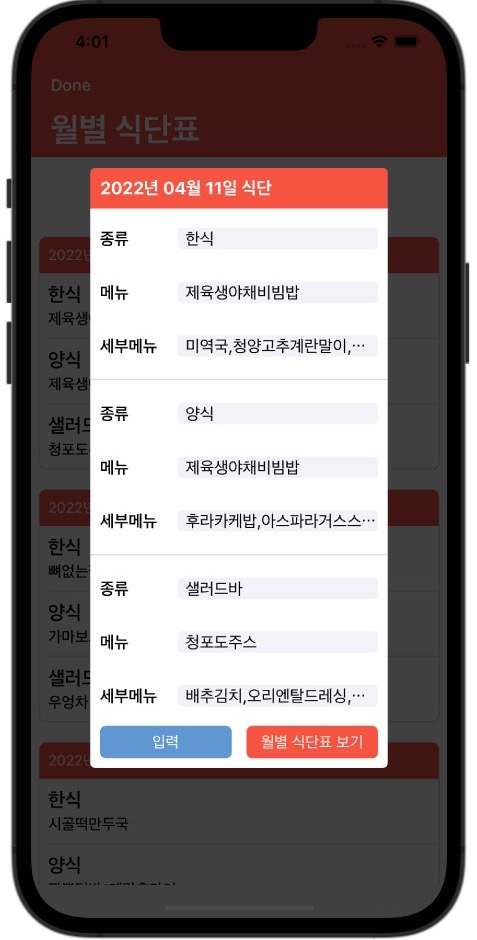 4:01
Done
월별 식단표
2022년 04월 11일 식단
종류 한식
메뉴 제육생야채비빔밥
세부메뉴 미역국,청양고추계란말이,…
종류 양식
메뉴 제육생야채비빔밥
세부메뉴 후라카케밥,아스파라거스스…
종류 샐러드바
메뉴 청포도주스
세부메뉴 배추김치,오리엔탈드레싱,…
입력 월별 식단표 보기
2022
한식
제육생
양식
제육생
샐러드
청포도
2022
한식
뼈없는
양식
가마보
샐러드
우엉차
2022
한식
시골떡만두국
양식